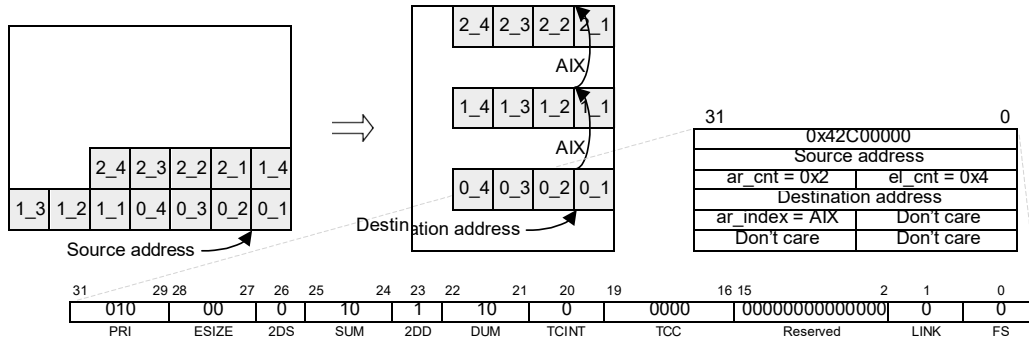 2_4 2_3 2_2 2_1 1_4
1_3 1_2 1_1 0_4 0_3 0_2 0_1
Source address
2_4 2_3 2_2 2_1
AIX
1_4 1_3 1_2 1_1
AIX
0_4 0_3 0_2 0_1
Destination address
31 0
0x42C00000
Source address
ar_cnt = 0x2 el_cnt = 0x4
Destination address
ar_index = AIX Don't care
Don't care Don't care
31 29 28 27 26 25 24 23 22 21 20 19 16 15 2 1 0
010 00 0 10 1 10 0 0000 00000000000000 0 0
PRI ESIZE 2DS SUM 2DD DUM TCINT TCC Reserved LINK FS